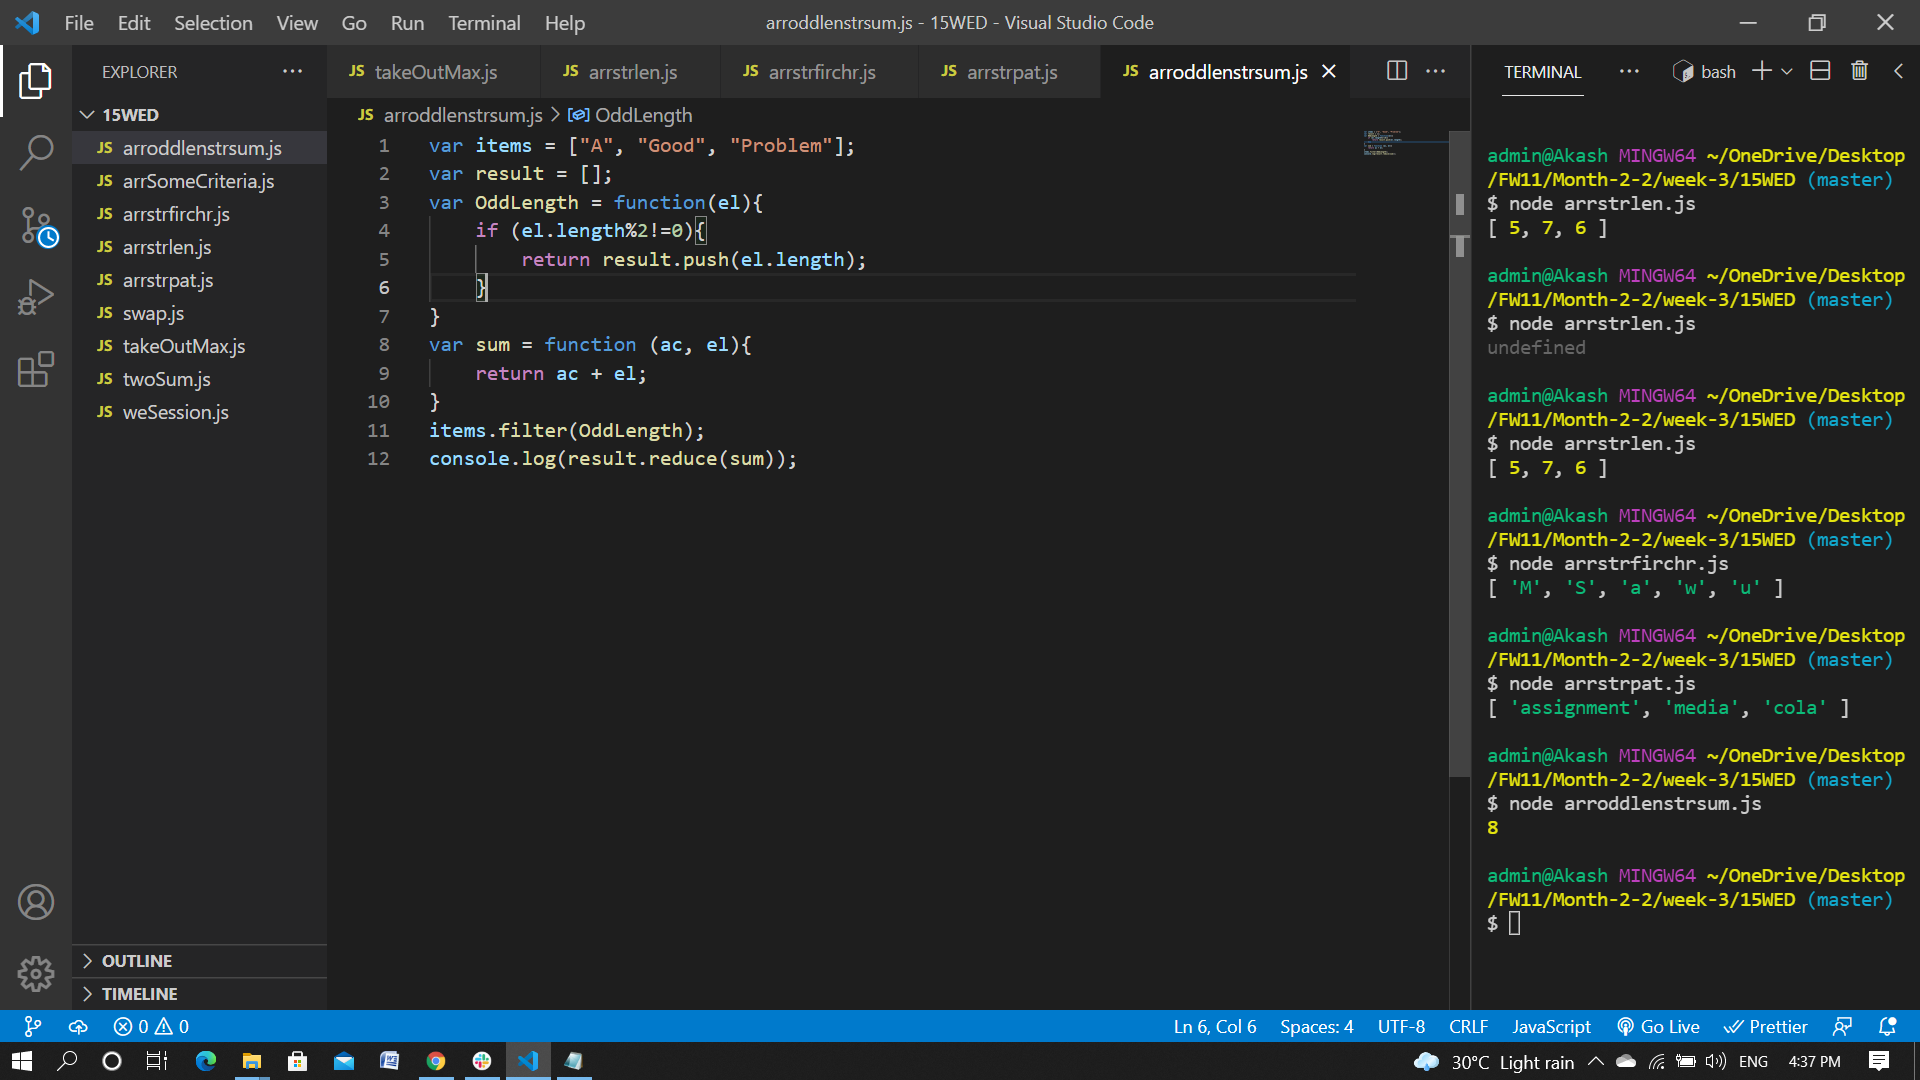 File Edit Selection View Go Run Terminal Help
arroddlenstrsum.js - 15WED - Visual Studio Code
EXPLORER
15WED
JS arroddlenstrsum.js
JS arrSomeCriteria.js
JS arrstrfirchr.js
JS arrstrlen.js
JS arrstrpat.js
JS swap.js
JS takeOutMax.js
JS twoSum.js
JS weSession.js
OUTLINE
TIMELINE
JS takeOutMax.js JS arrstrlen.js JS arrstrfirchr.js JS arrstrpat.js JS arroddlenstrsum.js
JS arroddlenstrsum.js > OddLength
1 var items = ["A", "Good", "Problem"];
2 var result = [];
3 var OddLength = function(el){
4 if (el.length%2!=0){
5 return result.push(el.length);
6 }
7 }
8 var sum = function (ac, el){
9 return ac + el;
10 }
11 items.filter(OddLength);
12 console.log(result.reduce(sum));
TERMINAL
bash
admin@Akash MINGW64 ~/OneDrive/Desktop
/FW11/Month-2-2/week-3/15WED (master)
$ node arrstrlen.js
[ 5, 7, 6 ]
admin@Akash MINGW64 ~/OneDrive/Desktop
/FW11/Month-2-2/week-3/15WED (master)
$ node arrstrlen.js
undefined
admin@Akash MINGW64 ~/OneDrive/Desktop
/FW11/Month-2-2/week-3/15WED (master)
$ node arrstrlen.js
[ 5, 7, 6 ]
admin@Akash MINGW64 ~/OneDrive/Desktop
/FW11/Month-2-2/week-3/15WED (master)
$ node arrstrfirchr.js
[ 'M', 'S', 'a', 'w', 'u' ]
admin@Akash MINGW64 ~/OneDrive/Desktop
/FW11/Month-2-2/week-3/15WED (master)
$ node arrstrpat.js
[ 'assignment', 'media', 'cola' ]
admin@Akash MINGW64 ~/OneDrive/Desktop
/FW11/Month-2-2/week-3/15WED (master)
$ node arroddlenstrsum.js
8
admin@Akash MINGW64 ~/OneDrive/Desktop
/FW11/Month-2-2/week-3/15WED (master)
$
0 0 Ln 6, Col 6 Spaces: 4 UTF-8 CRLF JavaScript Go Live Prettier
30°C Light rain ENG 4:37 PM